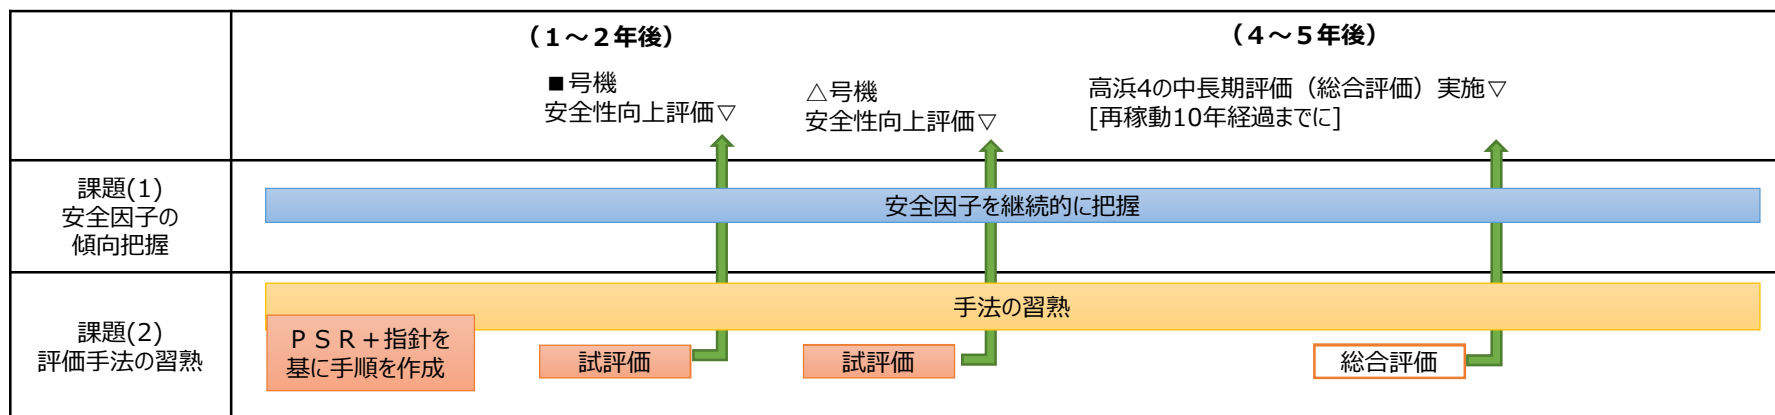 （１～２年後）
（４～５年後）
■号機
安全性向上評価▽
△号機
安全性向上評価▽
高浜4の中長期評価（総合評価）実施▽
[再稼動10年経過までに]
課題(1)
安全因子の
傾向把握
安全因子を継続的に把握
課題(2)
評価手法の習熟
手法の習熟
ＰＳＲ＋指針を
基に手順を作成
試評価
試評価
総合評価